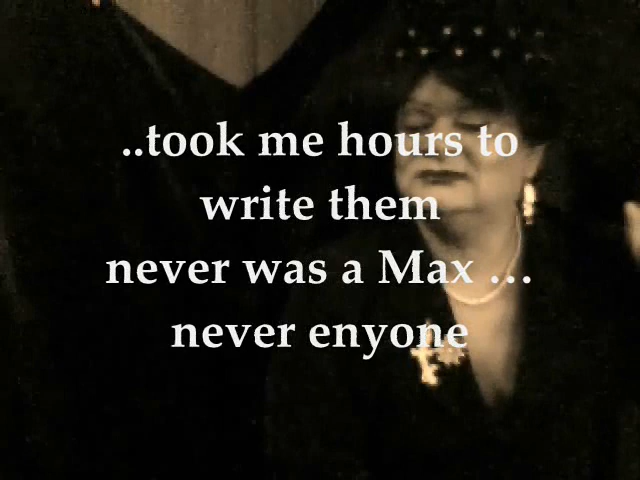 ..took me hours to
write them
never was a Max ...
never enyone